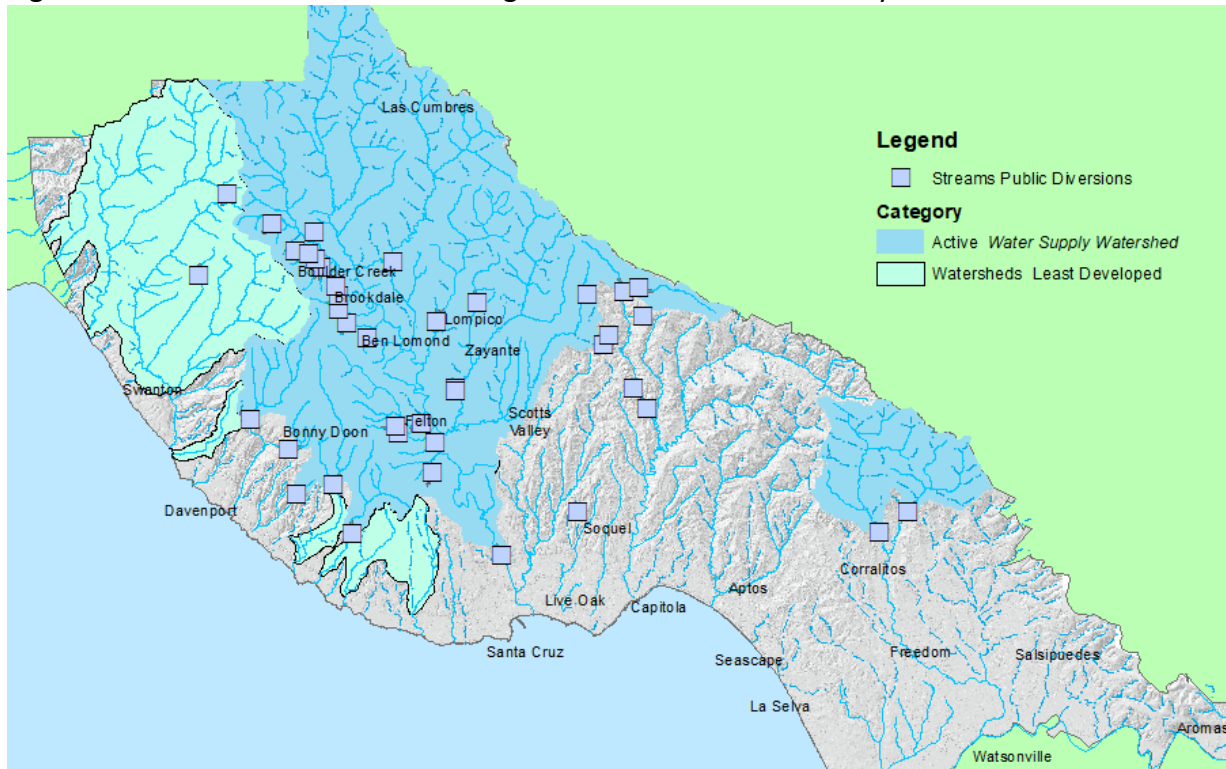 Las Cumbres
Legend
Streams Public Diversions
Category
Active Water Supply Watershed
Watersheds Least Developed
Boulder Creek
Brookdale
Lompico
Ben Lomond
Zayante
Swanton
Scotts
Valley
Felton
Bonny Doon
Davenport
Soquel
Corralitos
Aptos
Live Oak
Capitola
Santa Cruz
Seascape
Freedom
Salsipuedes
La Selva
Aromas
Watsonville